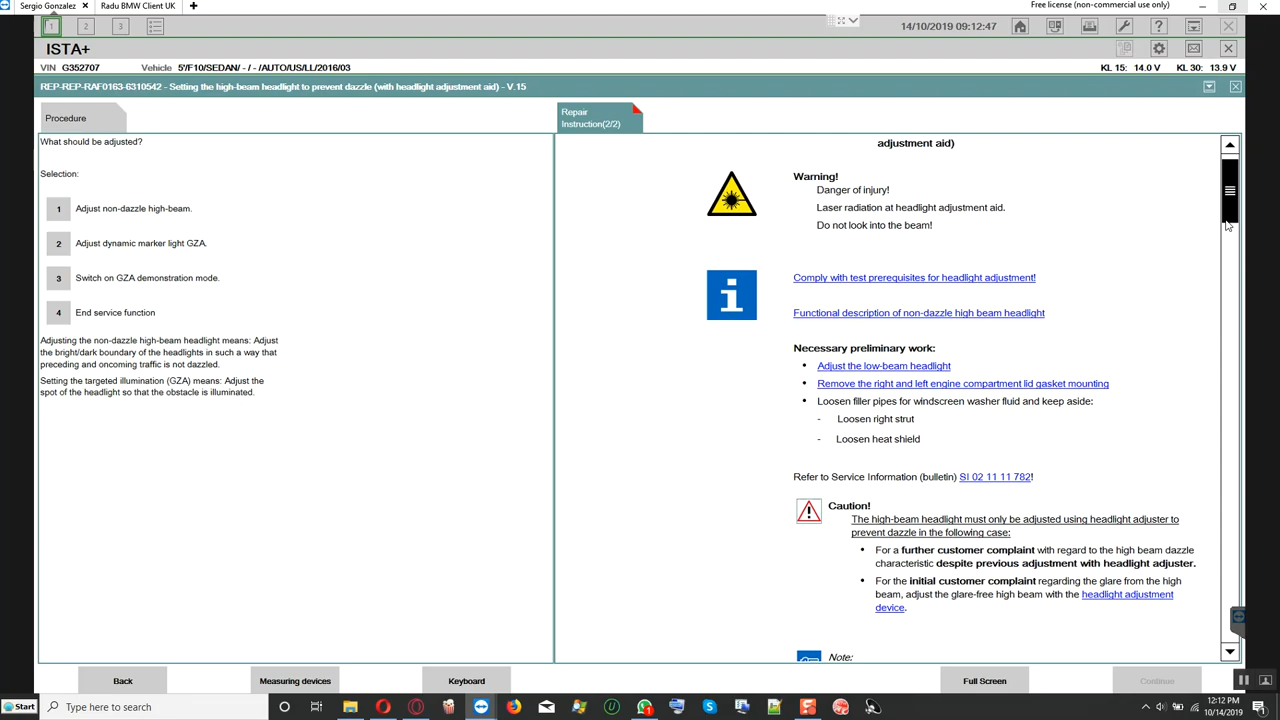 Sergio Gonzalez
Radu BMW Client UK
Free license (non-commercial use only)
1
2
3
14/10/2019 09:12:47
ISTA+
VIN G352707 Vehicle 5'/F10/SEDAN/ - / - /AUTO/US/LL/2016/03 KL 15: 14.0 V KL 30: 13.9 V
REP-REP-RAF0163-6310542 - Setting the high-beam headlight to prevent dazzle (with headlight adjustment aid) - V.15
Procedure
What should be adjusted?
Selection:
1 Adjust non-dazzle high-beam.
2 Adjust dynamic marker light GZA.
3 Switch on GZA demonstration mode.
4 End service function
Adjusting the non-dazzle high-beam headlight means: Adjust
the bright/dark boundary of the headlights in such a way that
preceding and oncoming traffic is not dazzled.
Setting the targeted illumination (GZA) means: Adjust the
spot of the headlight so that the obstacle is illuminated.
Repair
Instruction(2/2)
adjustment aid)
Warning!
Danger of injury!
Laser radiation at headlight adjustment aid.
Do not look into the beam!
Comply with test prerequisites for headlight adjustment!
Functional description of non-dazzle high beam headlight
Necessary preliminary work:
• Adjust the low-beam headlight
• Remove the right and left engine compartment lid gasket mounting
• Loosen filler pipes for windscreen washer fluid and keep aside:
- Loosen right strut
- Loosen heat shield
Refer to Service Information (bulletin) SI 02 11 11 782!
Caution!
The high-beam headlight must only be adjusted using headlight adjuster to
prevent dazzle in the following case:
• For a further customer complaint with regard to the high beam dazzle
characteristic despite previous adjustment with headlight adjuster.
• For the initial customer complaint regarding the glare from the high
beam, adjust the glare-free high beam with the headlight adjustment
device.
Note:
Back
Measuring devices
Keyboard
Full Screen
Continue
Start
Type here to search
12:12 PM
10/14/2019